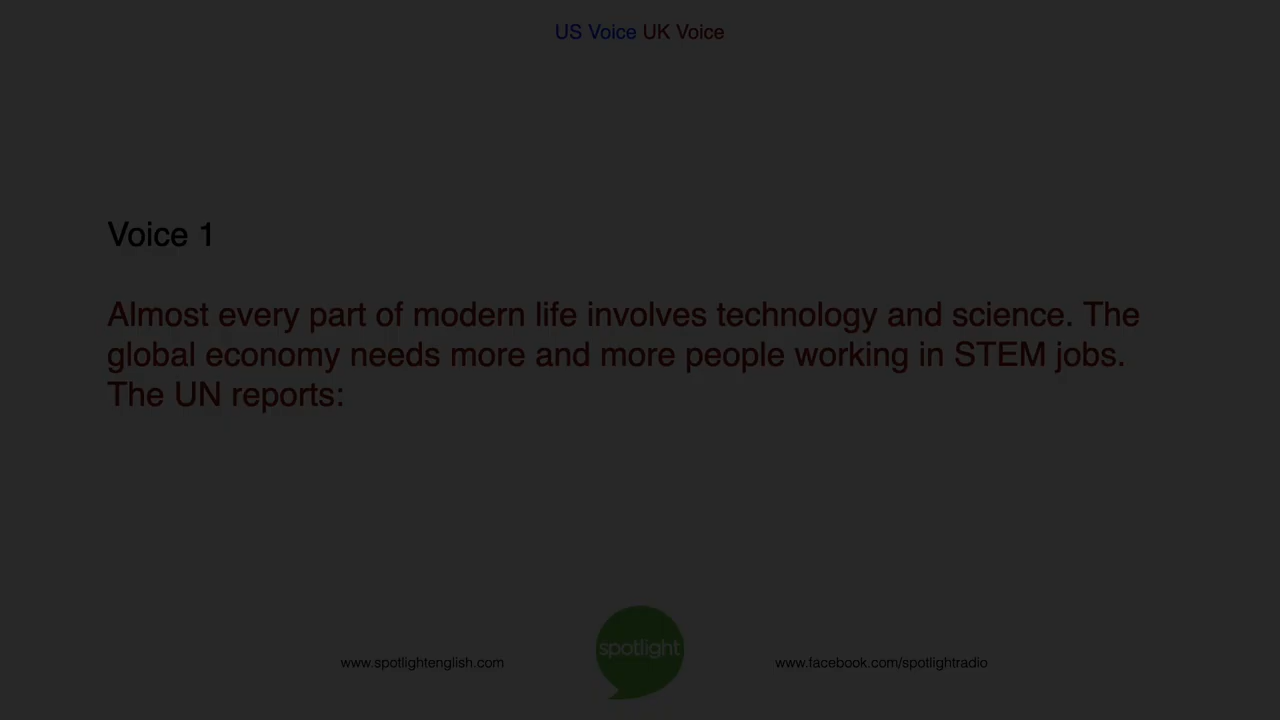 US Voice UK Voice
Voice 1
Almost every part of modern life involves technology and science. The
global economy needs more and more people working in STEM jobs.
The UN reports:
spotlight
www.spotlightenglish.com
www.facebook.com/spotlightradio